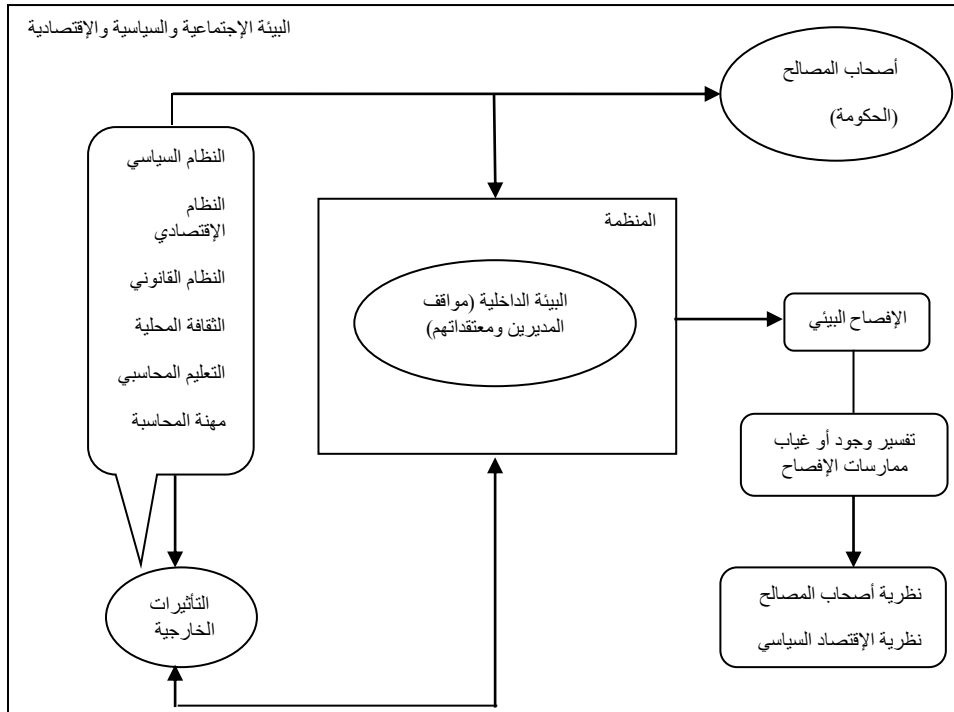 البيئة الإجتماعية والسياسية والإقتصادية
أصحاب المصالح
(الحكومة)
النظام السياسي
النظام
الإقتصادي
النظام القانوني
الثقافة المحلية
التعليم المحاسبي
مهنة المحاسبة
المنظمة
البيئة الداخلية (مواقف
المديرين ومعتقداتهم)
الإفصاح البيئي
تفسير وجود أو غياب
ممارسات الإفصاح
نظرية أصحاب المصالح
نظرية الإقتصاد السياسي
التأثيرات
الخارجية